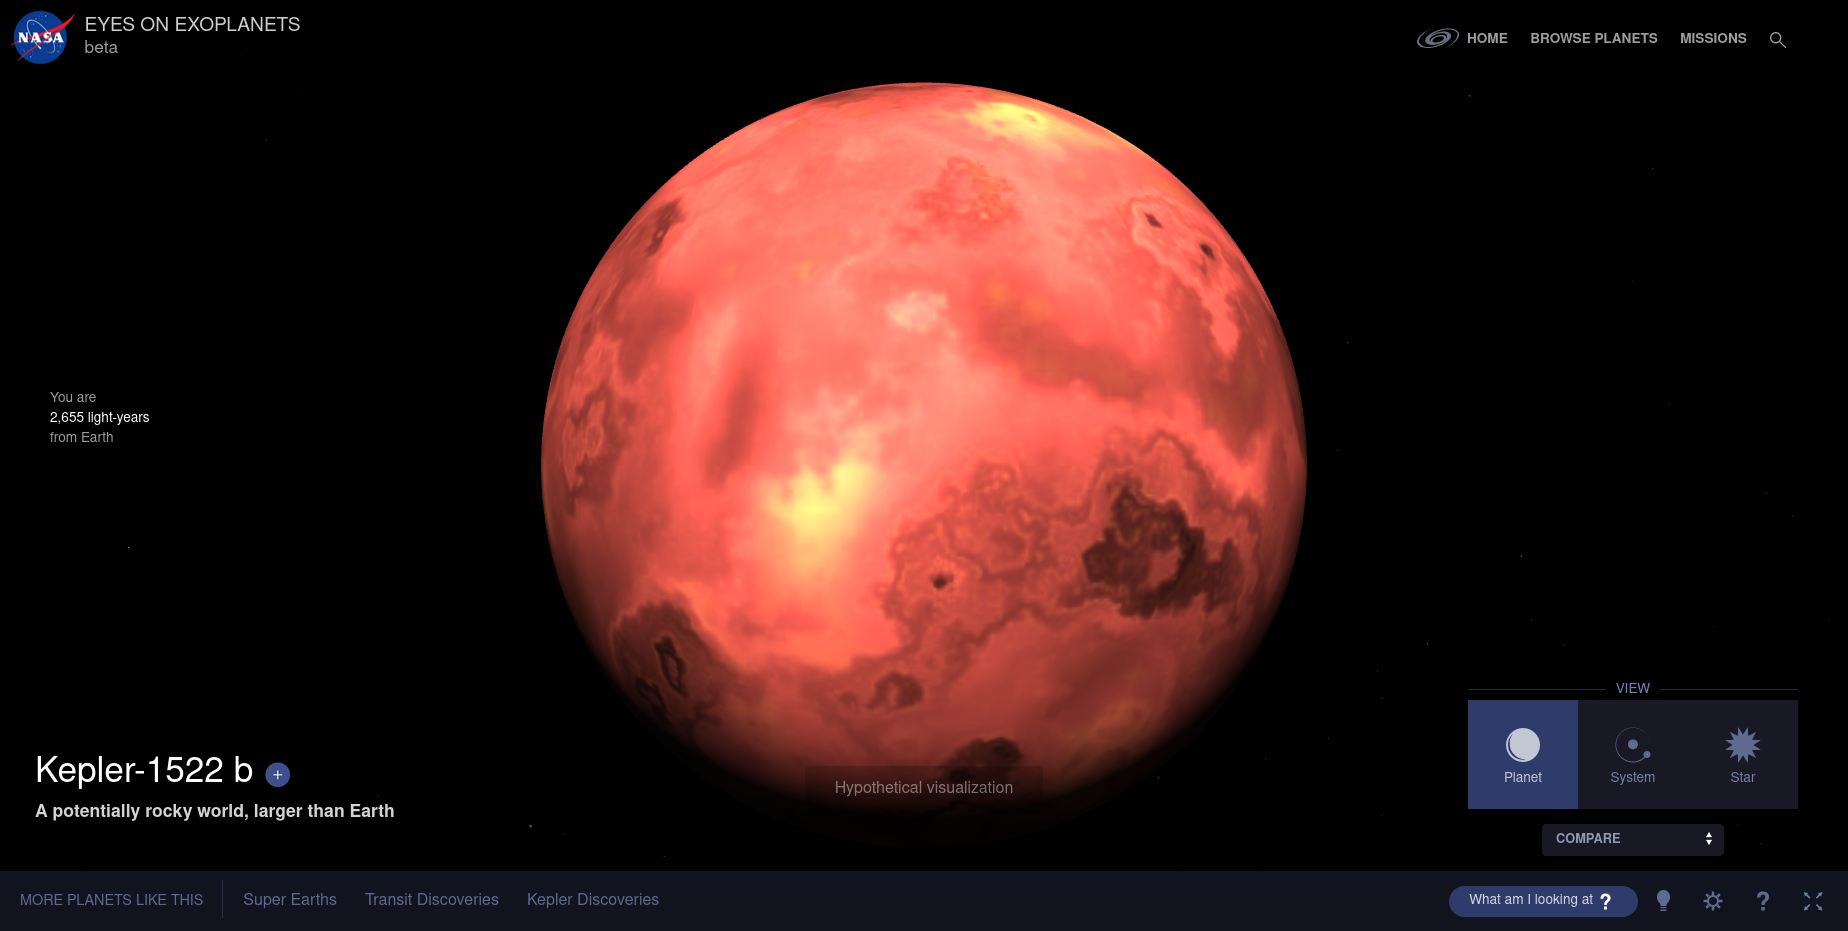 NASA
EYES ON EXOPLANETS
beta
HOME
BROWSE PLANETS
MISSIONS
You are
2,655 light-years
from Earth
Kepler-1522 b +
A potentially rocky world, larger than Earth
Hypothetical visualization
VIEW
Planet
System
Star
COMPARE
MORE PLANETS LIKE THIS
Super Earths
Transit Discoveries
Kepler Discoveries
What am I looking at ?
?